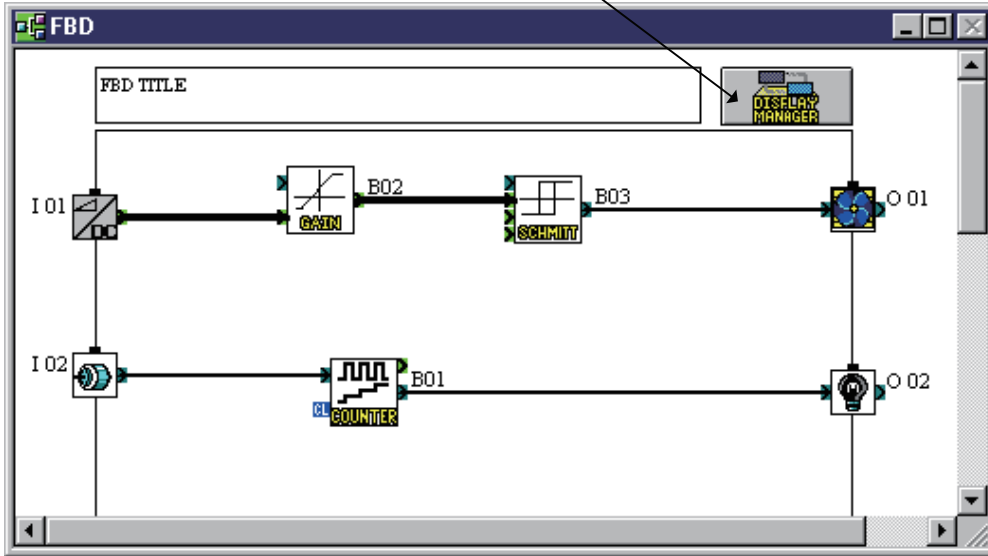 FBD
FBD TITLE
DISPLAY
MANAGER
I 01
DC
GAIN
B02
SCHMITT
B03
O 01
I 02
CL
COUNTER
B01
O 02